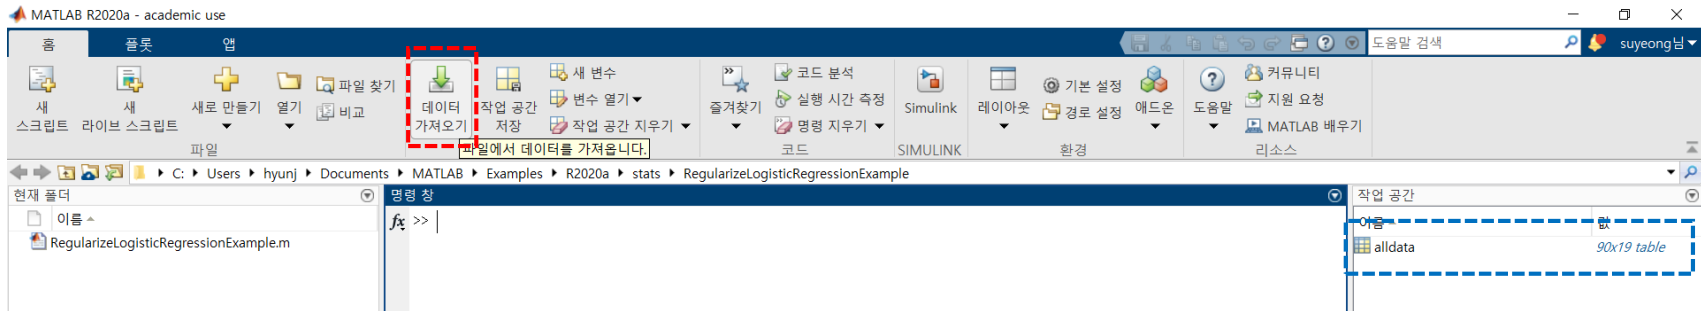 MATLAB R2020a - academic use
홈 플롯 앱
도움말 검색
suyeong님
새 스크립트
새 라이브 스크립트
새로 만들기
열기
파일 찾기
비교
파일
데이터 가져오기
작업 공간 저장
새 변수
변수 열기
작업 공간 지우기
파일에서 데이터를 가져옵니다.
즐겨찾기
코드 분석
실행 시간 측정
명령 지우기
코드
Simulink
SIMULINK
레이아웃
기본 설정
경로 설정
애드온
환경
도움말
커뮤니티
지원 요청
MATLAB 배우기
리소스
C: Users hyunj Documents MATLAB Examples R2020a stats RegularizeLogisticRegressionExample
현재 폴더
이름
RegularizeLogisticRegressionExample.m
명령 창
fx >>
작업 공간
이름 값
alldata 90x19 table